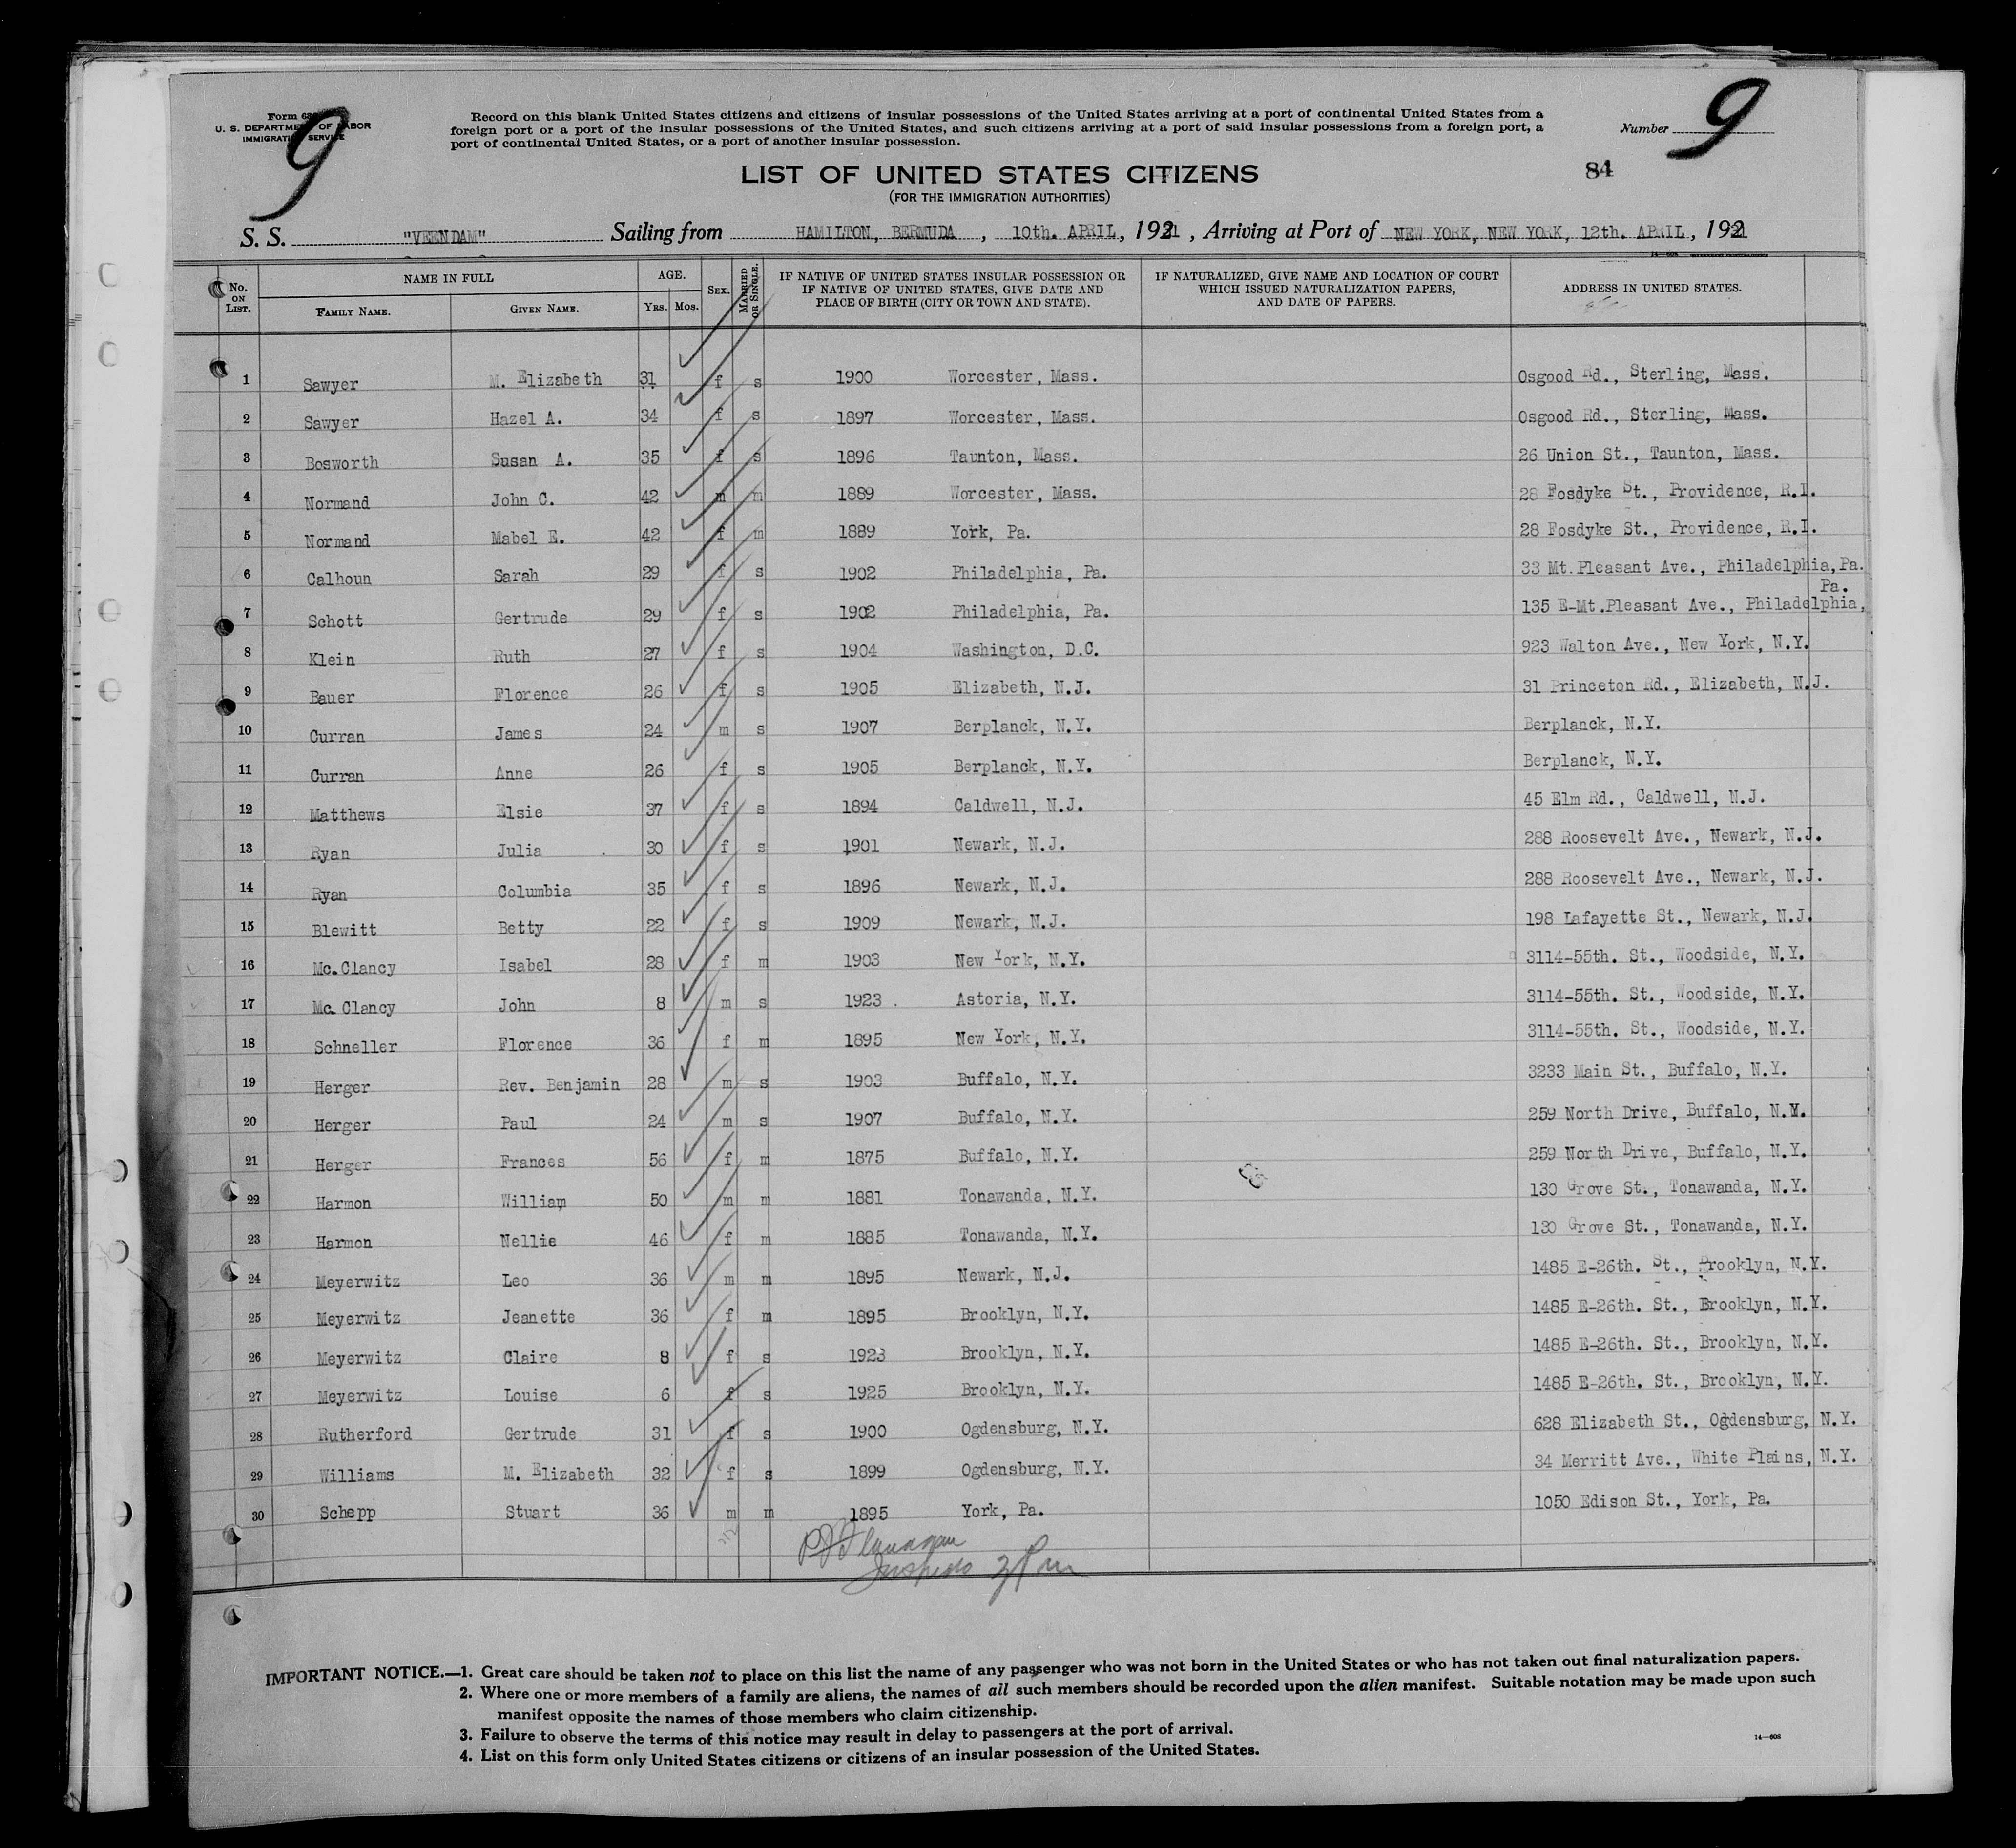 9
Form 630
U. S. DEPARTMENT OF LABOR
IMMIGRATION SERVICE
Record on this blank United States citizens and citizens of insular possessions of the United States arriving at a port of continental United States from a
foreign port or a port of the insular possessions of the United States, and such citizens arriving at a port of said insular possessions from a foreign port, a
port of continental United States, or a port of another insular possession.
Number 9
LIST OF UNITED STATES CITIZENS
84
(FOR THE IMMIGRATION AUTHORITIES)
S. S. "VEENDAM" Sailing from HAMILTON, BERMUDA , 10th. APRIL, 1931 , Arriving at Port of NEW YORK, NEW YORK, 12th. APRIL, 1931
No. ON LIST. NAME IN FULL FAMILY NAME. GIVEN NAME. AGE. YRS. MOS. SEX. MARRIED OR SINGLE. IF NATIVE OF UNITED STATES INSULAR POSSESSION OR IF NATIVE OF UNITED STATES, GIVE DATE AND PLACE OF BIRTH (CITY OR TOWN AND STATE). IF NATURALIZED, GIVE NAME AND LOCATION OF COURT WHICH ISSUED NATURALIZATION PAPERS, AND DATE OF PAPERS. ADDRESS IN UNITED STATES.
1 Sawyer M. Elizabeth 31 f s 1900 Worcester, Mass. Osgood Rd., Sterling, Mass.
2 Sawyer Hazel A. 34 f s 1897 Worcester, Mass. Osgood Rd., Sterling, Mass.
3 Bosworth Susan A. 35 f s 1896 Taunton, Mass. 26 Union St., Taunton, Mass.
4 Normand John C. 42 m m 1889 Worcester, Mass. 28 Fosdyke St., Providence, R.I.
5 Normand Mabel E. 42 f m 1889 York, Pa. 28 Fosdyke St., Providence, R.I.
6 Calhoun Sarah 29 f s 1902 Philadelphia, Pa. 33 Mt.Pleasant Ave., Philadelphia,Pa.
7 Schott Gertrude 29 f s 1902 Philadelphia, Pa. 135 E-Mt.Pleasant Ave., Philadelphia, Pa.
8 Klein Ruth 27 f s 1904 Washington, D.C. 923 Walton Ave., New York, N.Y.
9 Bauer Florence 26 f s 1905 Elizabeth, N.J. 31 Princeton Rd., Elizabeth, N.J.
10 Curran James 24 m s 1907 Berplanck, N.Y. Berplanck, N.Y.
11 Curran Anne 26 f s 1905 Berplanck, N.Y. Berplanck, N.Y.
12 Matthews Elsie 37 f s 1894 Caldwell, N.J. 45 Elm Rd., Caldwell, N.J.
13 Ryan Julia 30 f s 1901 Newark, N.J. 288 Roosevelt Ave., Newark, N.J.
14 Ryan Columbia 35 f s 1896 Newark, N.J. 288 Roosevelt Ave., Newark, N.J.
15 Blewitt Betty 22 f s 1909 Newark, N.J. 198 Lafayette St., Newark, N.J.
16 Mc.Clancy Isabel 28 f m 1903 New York, N.Y. 3114-55th. St., Woodside, N.Y.
17 Mc.Clancy John 8 m s 1923 Astoria, N.Y. 3114-55th. St., Woodside, N.Y.
18 Schneller Florence 36 f m 1895 New York, N.Y. 3114-55th. St., Woodside, N.Y.
19 Herger Rev. Benjamin 28 m s 1903 Buffalo, N.Y. 3233 Main St., Buffalo, N.Y.
20 Herger Paul 24 m s 1907 Buffalo, N.Y. 259 North Drive, Buffalo, N.Y.
21 Herger Frances 56 f m 1875 Buffalo, N.Y. 259 North Drive, Buffalo, N.Y.
22 Harmon William 50 m m 1881 Tonawanda, N.Y. 130 Grove St., Tonawanda, N.Y.
23 Harmon Nellie 46 f m 1885 Tonawanda, N.Y. 130 Grove St., Tonawanda, N.Y.
24 Meyerwitz Leo 36 m m 1895 Newark, N.J. 1485 E-26th. St., Brooklyn, N.Y.
25 Meyerwitz Jeanette 36 f m 1895 Brooklyn, N.Y. 1485 E-26th. St., Brooklyn, N.Y.
26 Meyerwitz Claire 8 f s 1923 Brooklyn, N.Y. 1485 E-26th. St., Brooklyn, N.Y.
27 Meyerwitz Louise 6 f s 1925 Brooklyn, N.Y. 1485 E-26th. St., Brooklyn, N.Y.
28 Rutherford Gertrude 31 f s 1900 Ogdensburg, N.Y. 628 Elizabeth St., Ogdensburg, N.Y.
29 Williams M. Elizabeth 32 f s 1899 Ogdensburg, N.Y. 34 Merritt Ave., White Plains, N.Y.
30 Schepp Stuart 36 m m 1895 York, Pa. 1050 Edison St., York, Pa.
IMPORTANT NOTICE.—1. Great care should be taken not to place on this list the name of any passenger who was not born in the United States or who has not taken out final naturalization papers.
2. Where one or more members of a family are aliens, the names of all such members should be recorded upon the alien manifest. Suitable notation may be made upon such
manifest opposite the names of those members who claim citizenship.
3. Failure to observe the terms of this notice may result in delay to passengers at the port of arrival.
4. List on this form only United States citizens or citizens of an insular possession of the United States.
14—608